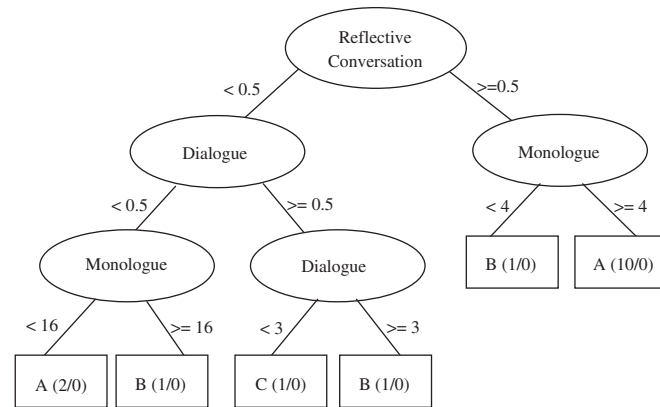 Reflective
Conversation
< 0.5
>=0.5
Dialogue
Monologue
< 0.5
>= 0.5
< 4
>= 4
Monologue
Dialogue
B (1/0)
A (10/0)
< 16
>= 16
< 3
>= 3
A (2/0)
B (1/0)
C (1/0)
B (1/0)